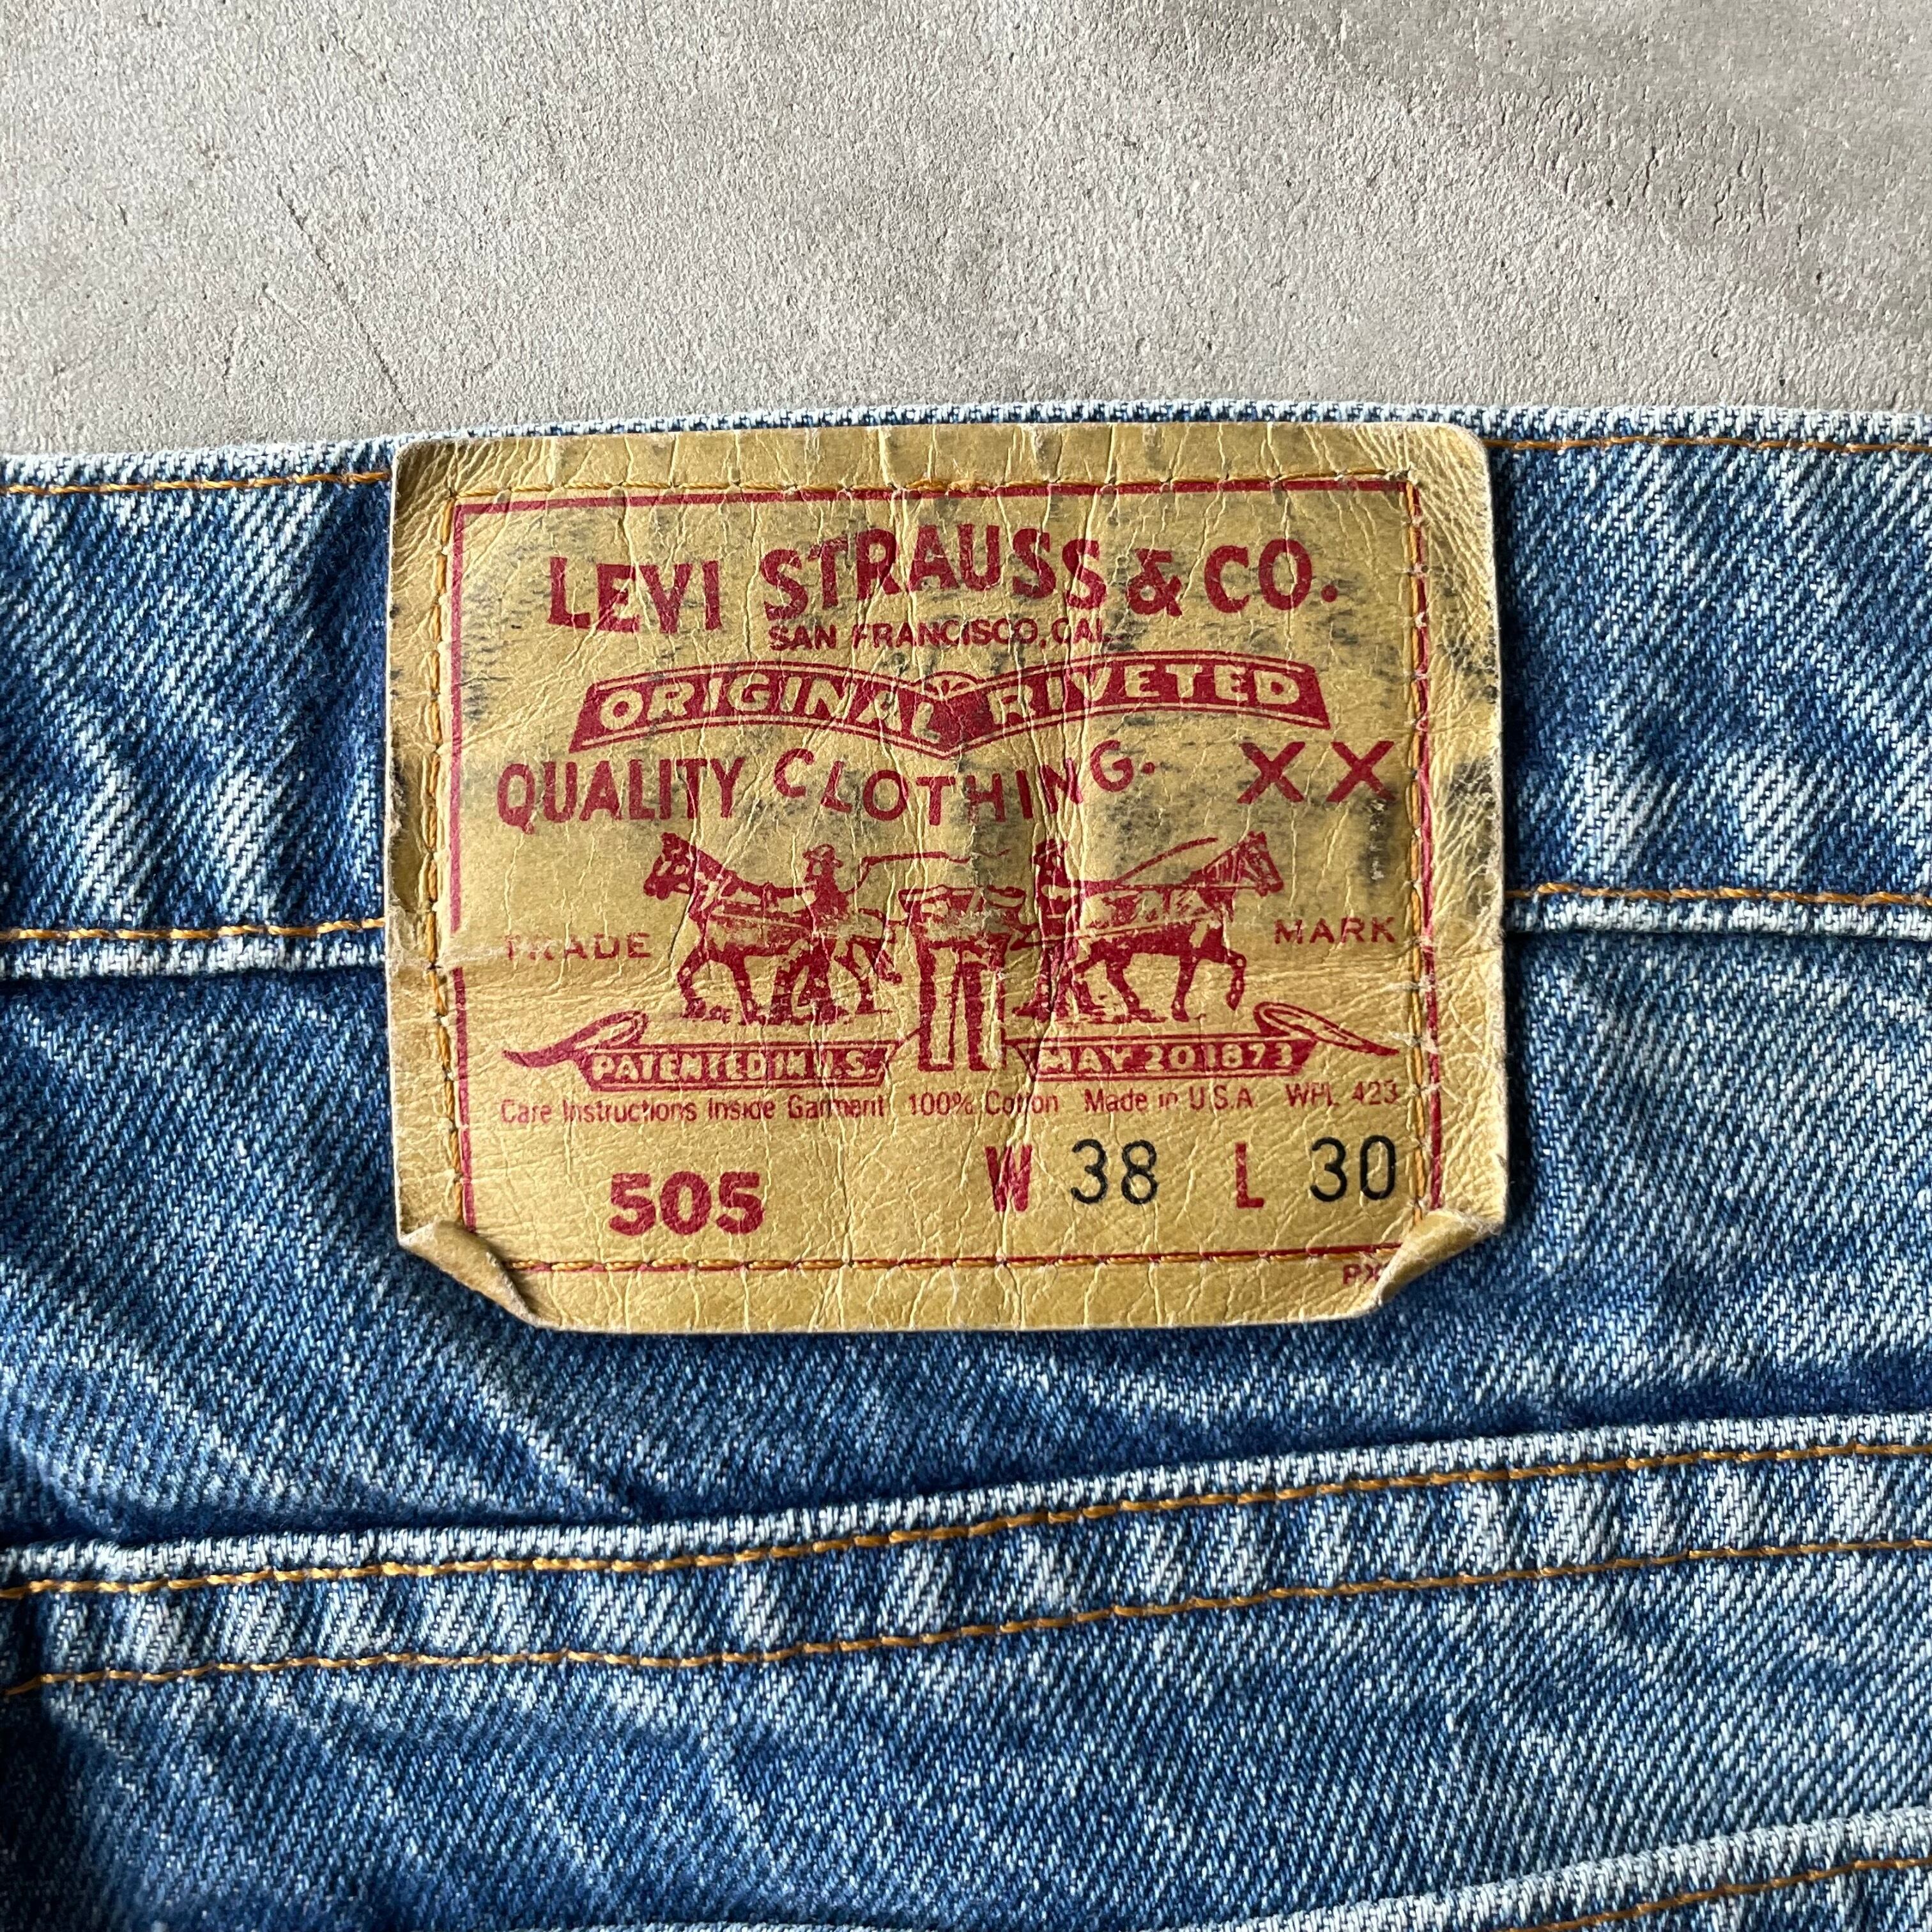 LEVI STRAUSS & CO.
SAN FRANCISCO, CAL.
ORIGINAL RIVETED
QUALITY CLOTHING. XX
TRADE MARK
PATENTED IN U.S. MAY 20 1873
Care Instructions Inside Garment 100% Cotton Made in U.S.A. WPL 423
505 W 38 L 30